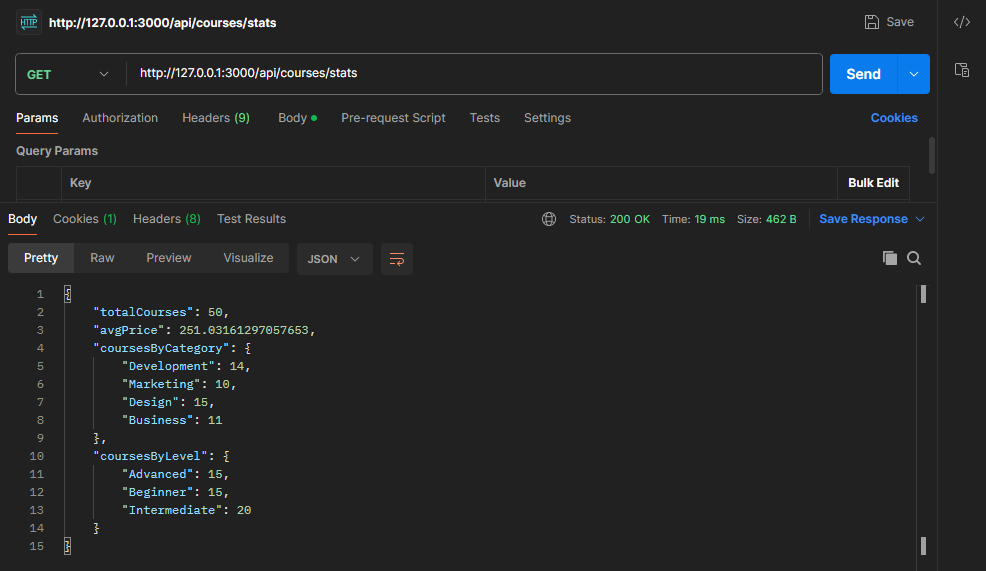 HTTP http://127.0.0.1:3000/api/courses/stats Save
GET http://127.0.0.1:3000/api/courses/stats Send
Params Authorization Headers (9) Body Pre-request Script Tests Settings Cookies
Query Params
Key Value Bulk Edit
Body Cookies (1) Headers (8) Test Results Status: 200 OK Time: 19 ms Size: 462 B Save Response
Pretty Raw Preview Visualize JSON
1 {
2 "totalCourses": 50,
3 "avgPrice": 251.03161297057653,
4 "coursesByCategory": {
5 "Development": 14,
6 "Marketing": 10,
7 "Design": 15,
8 "Business": 11
9 },
10 "coursesByLevel": {
11 "Advanced": 15,
12 "Beginner": 15,
13 "Intermediate": 20
14 }
15 }